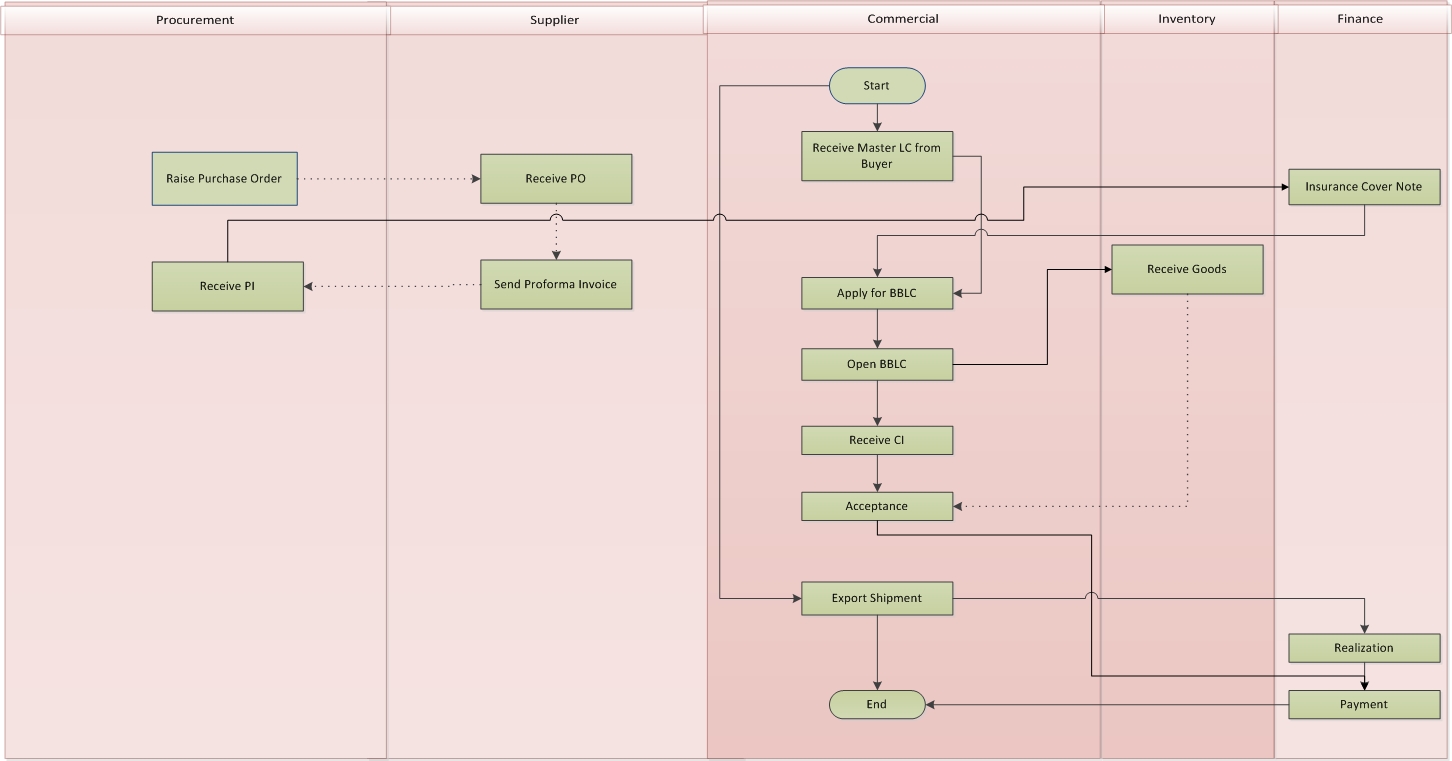 Procurement
Supplier
Commercial
Inventory
Finance
Start
Receive Master LC from
Buyer
Raise Purchase Order
Receive PO
Insurance Cover Note
Receive Goods
Receive PI
Send Proforma Invoice
Apply for BBLC
Open BBLC
Receive CI
Acceptance
Export Shipment
Realization
End
Payment